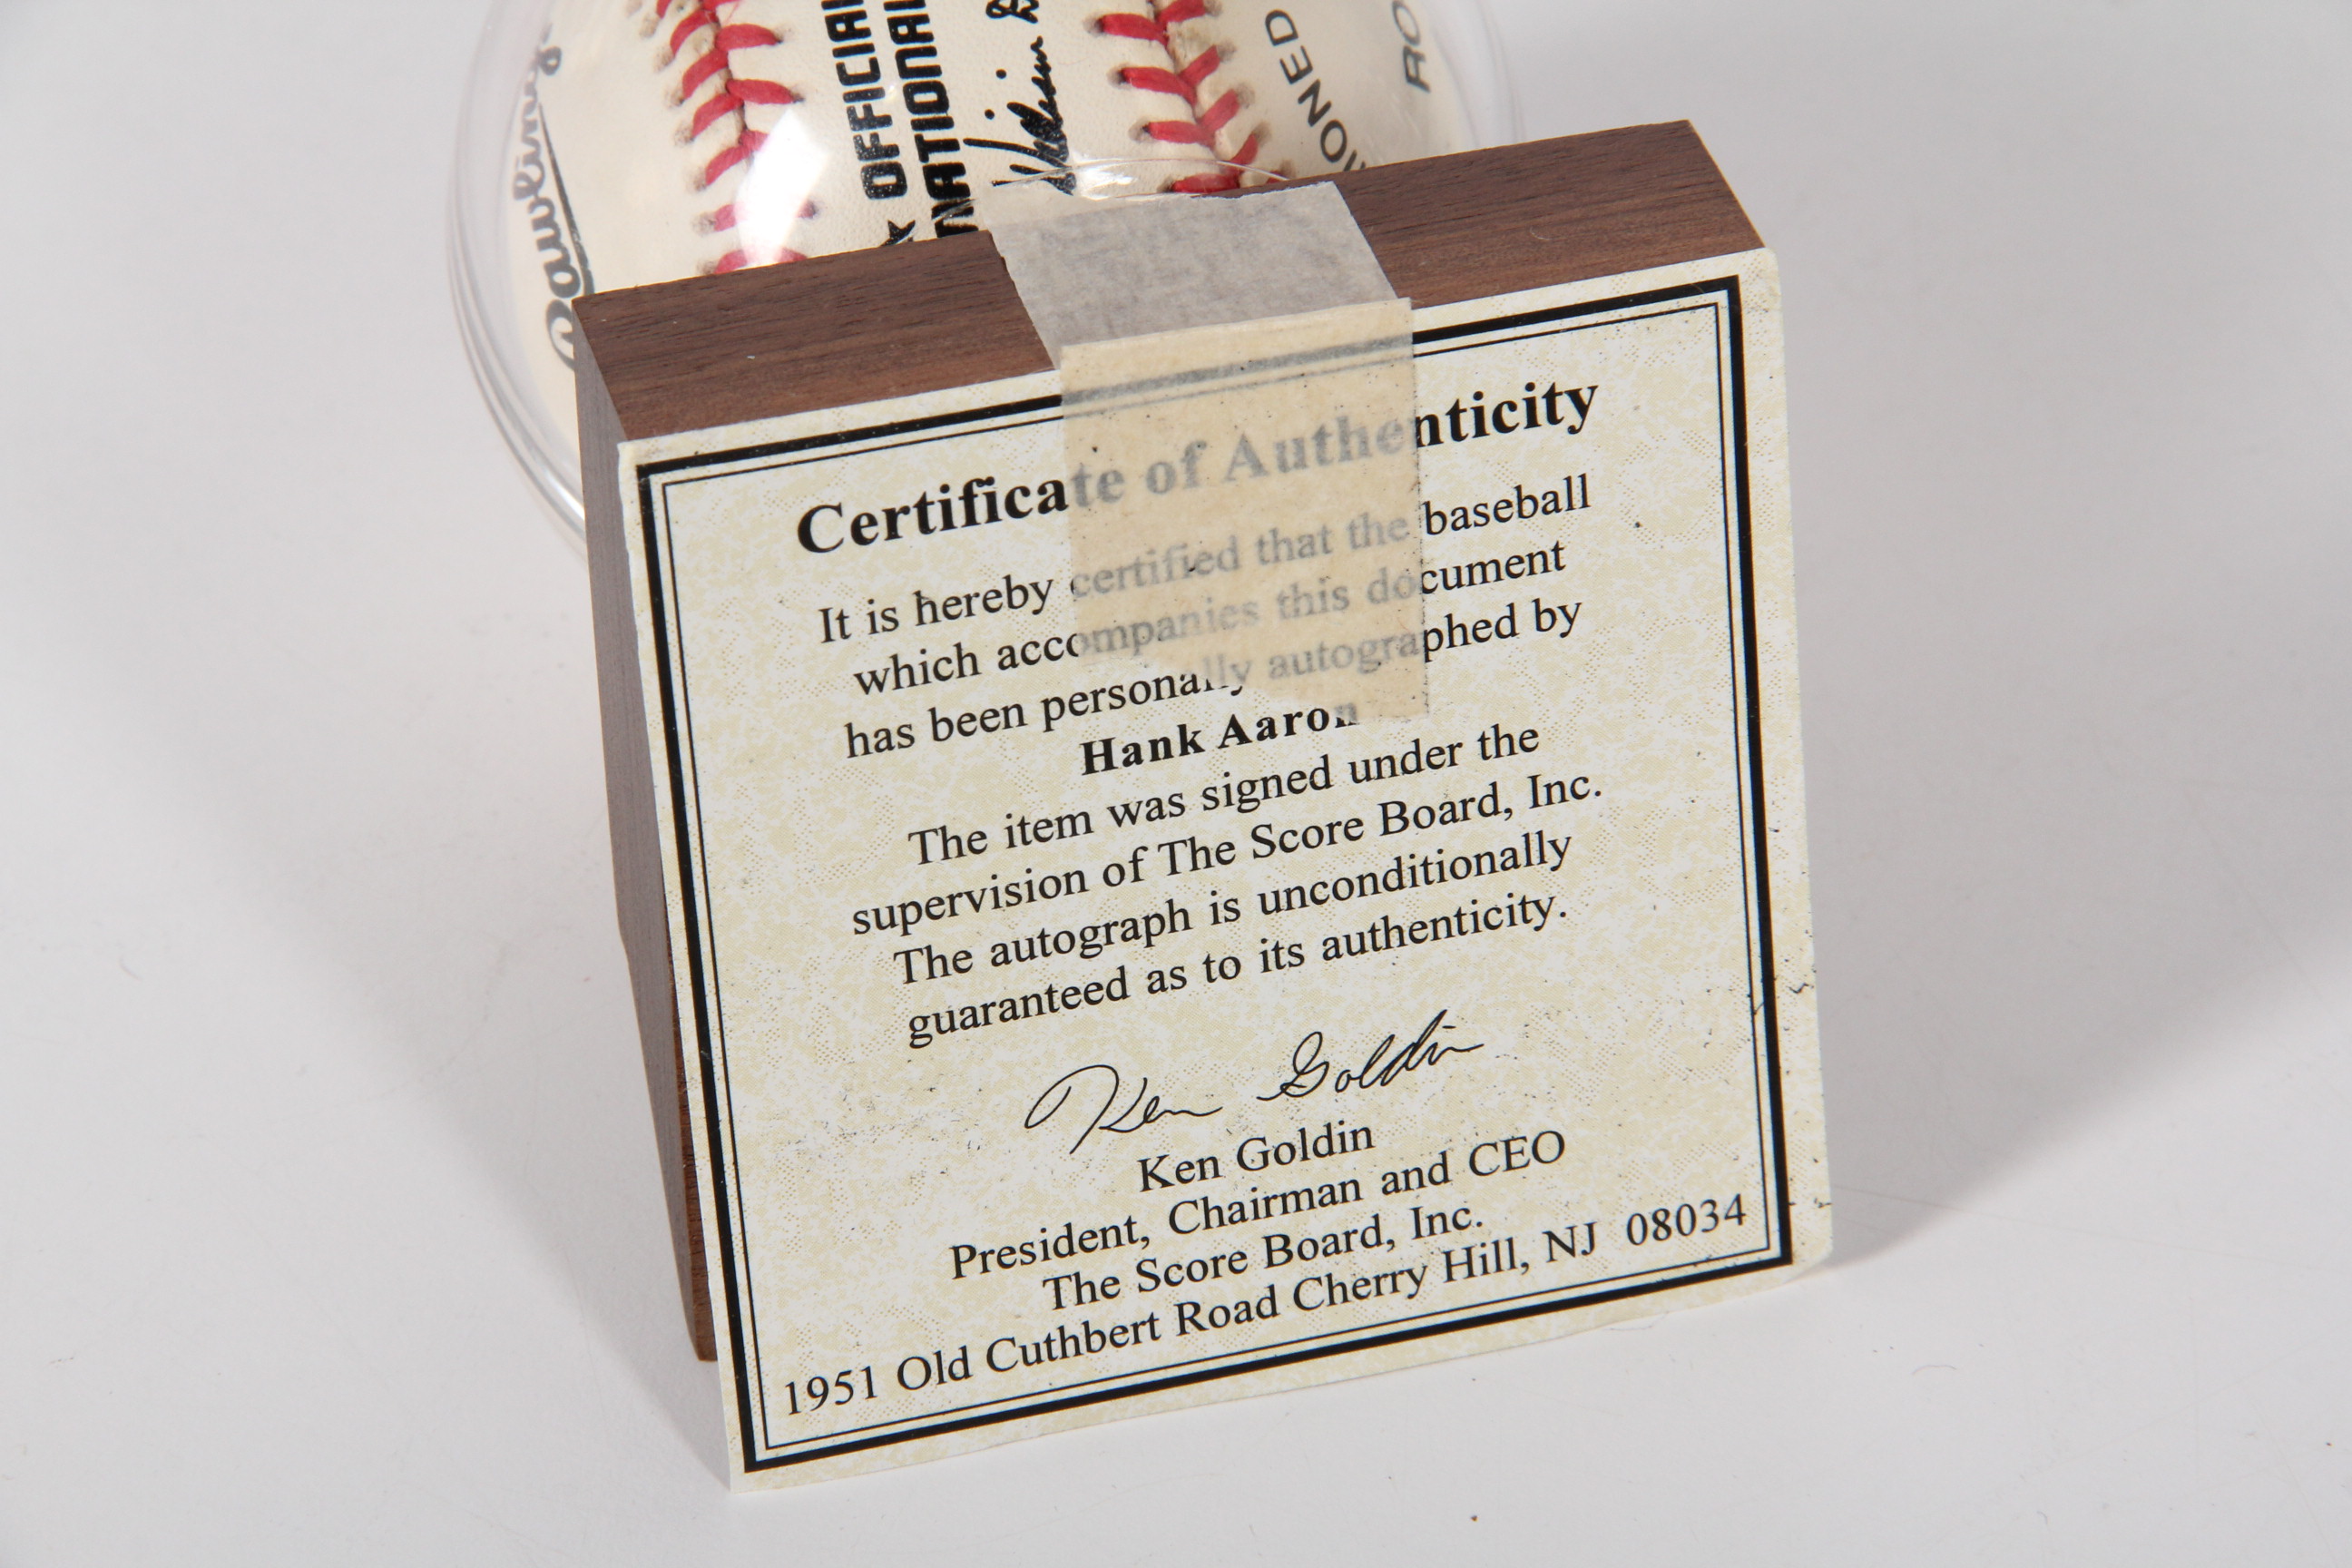 Rawlings
OFFICIAL
NATIONAL
William
Certificate of Authenticity
It is hereby certified that the baseball
which accompanies this document
has been personally autographed by
Hank Aaron
The item was signed under the
supervision of The Score Board, Inc.
The autograph is unconditionally
guaranteed as to its authenticity.
Ken Goldin
Ken Goldin
President, Chairman and CEO
The Score Board, Inc.
1951 Old Cuthbert Road Cherry Hill, NJ 08034